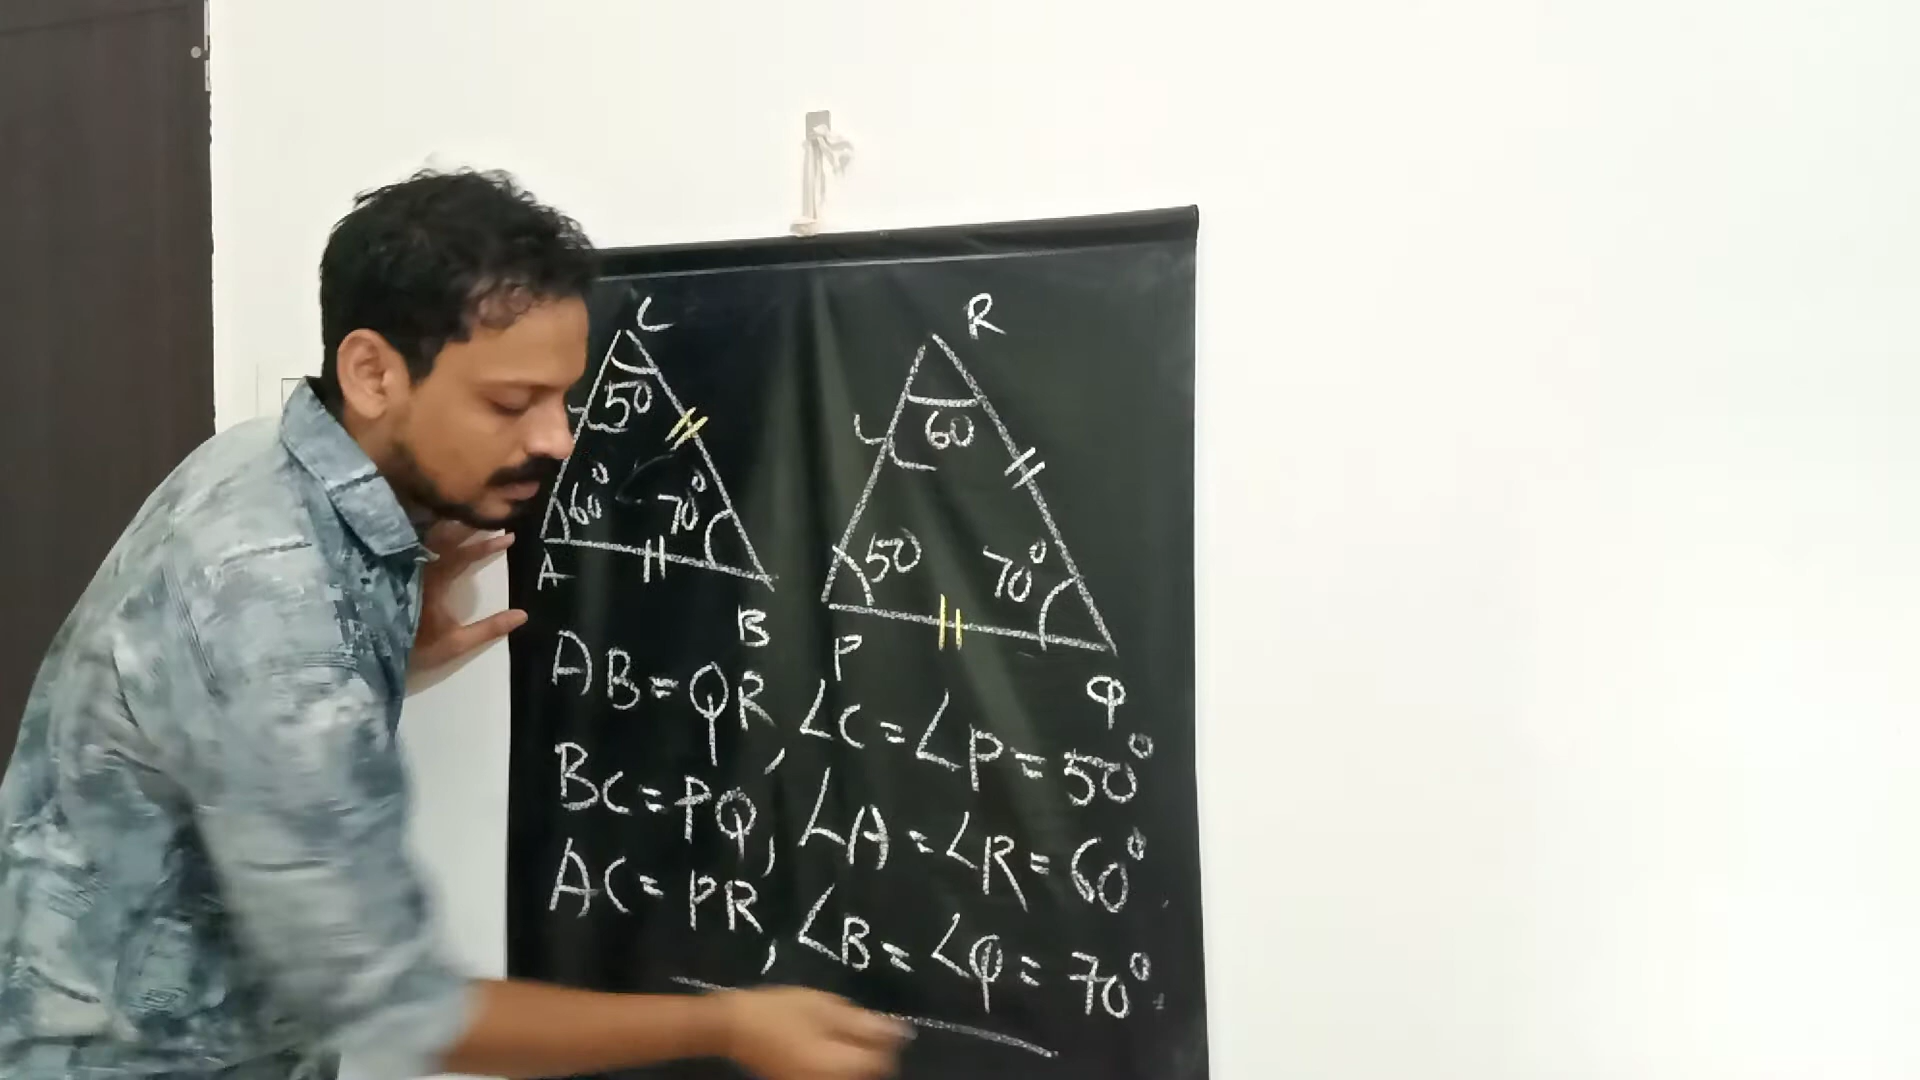 C R
50
60
60° 70°
50 70°
A B P Q
AB = QR, ∠C = ∠P = 50°
BC = PQ, ∠A = ∠R = 60°
AC = PR, ∠B = ∠Q = 70°